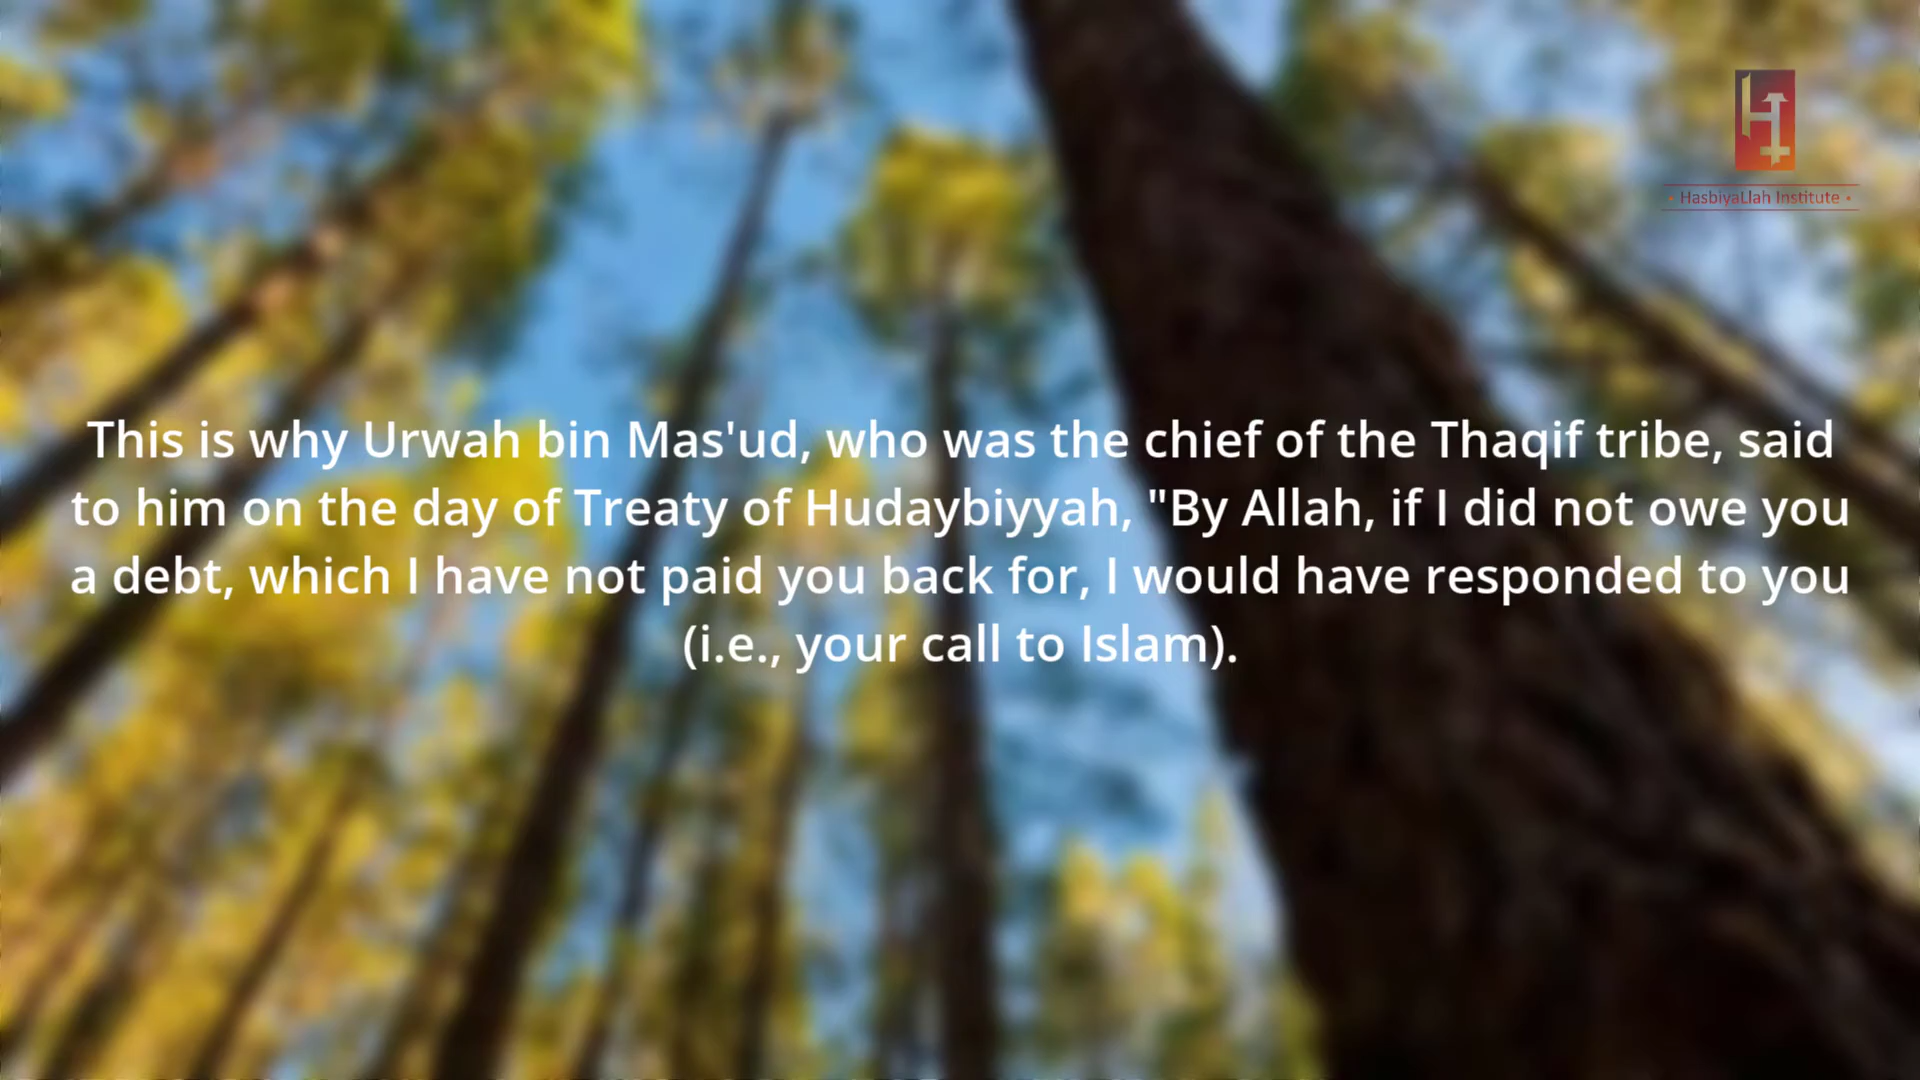 HasbiyaLlah Institute
This is why Urwah bin Mas'ud, who was the chief of the Thaqif tribe, said
to him on the day of Treaty of Hudaybiyyah, "By Allah, if I did not owe you
a debt, which I have not paid you back for, I would have responded to you
(i.e., your call to Islam).